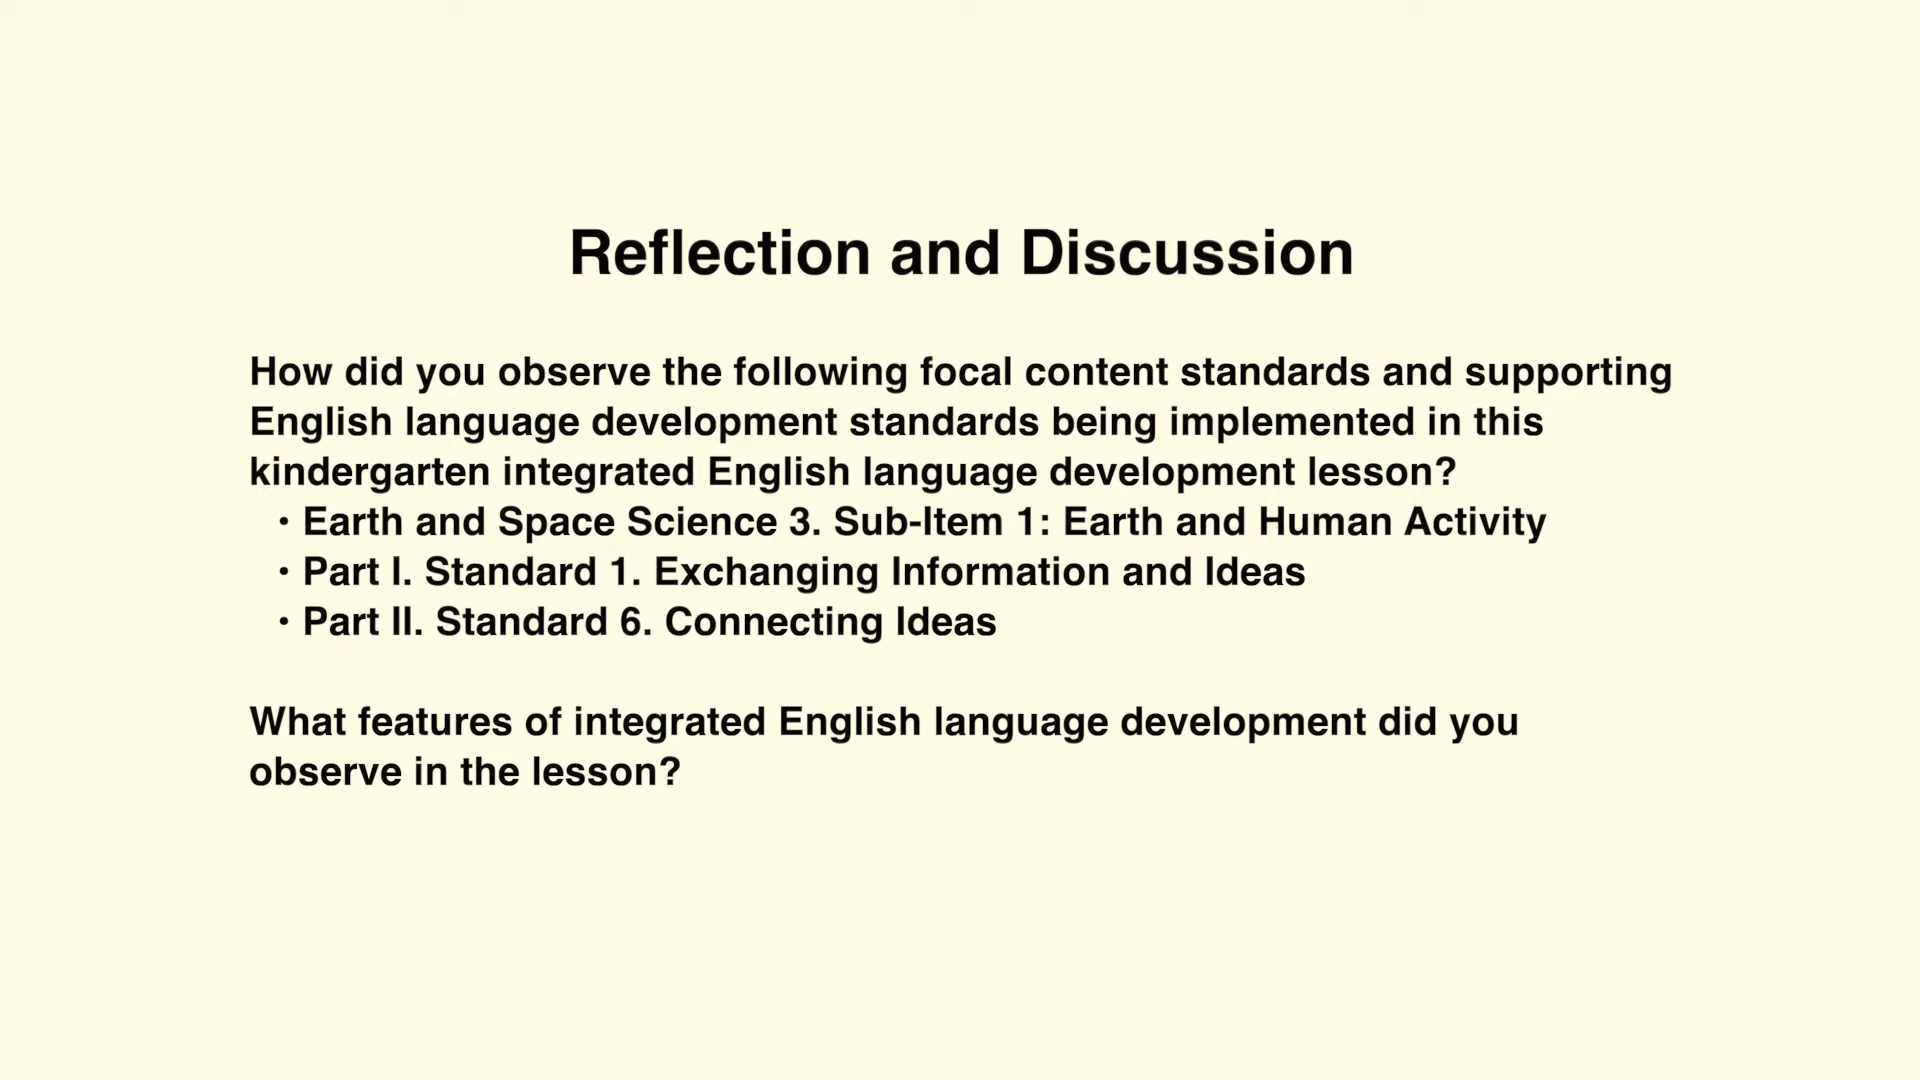 Reflection and Discussion
How did you observe the following focal content standards and supporting
English language development standards being implemented in this
kindergarten integrated English language development lesson?
• Earth and Space Science 3. Sub-Item 1: Earth and Human Activity
• Part I. Standard 1. Exchanging Information and Ideas
• Part II. Standard 6. Connecting Ideas
What features of integrated English language development did you
observe in the lesson?